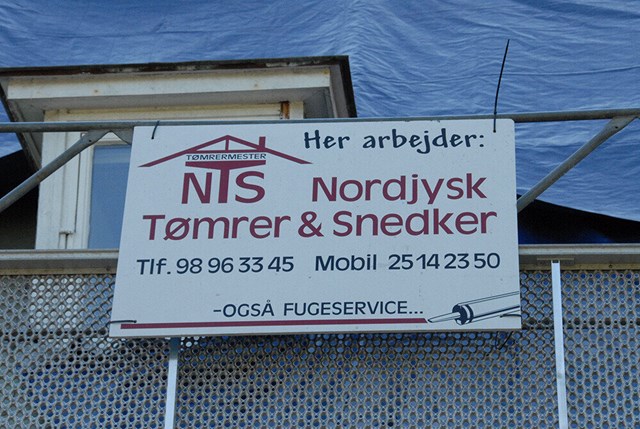 Her arbejder:
TØMRERMESTER
NTS Nordjysk
Tømrer & Snedker
Tlf. 98 96 33 45 Mobil 25 14 23 50
-OGSÅ FUGESERVICE...